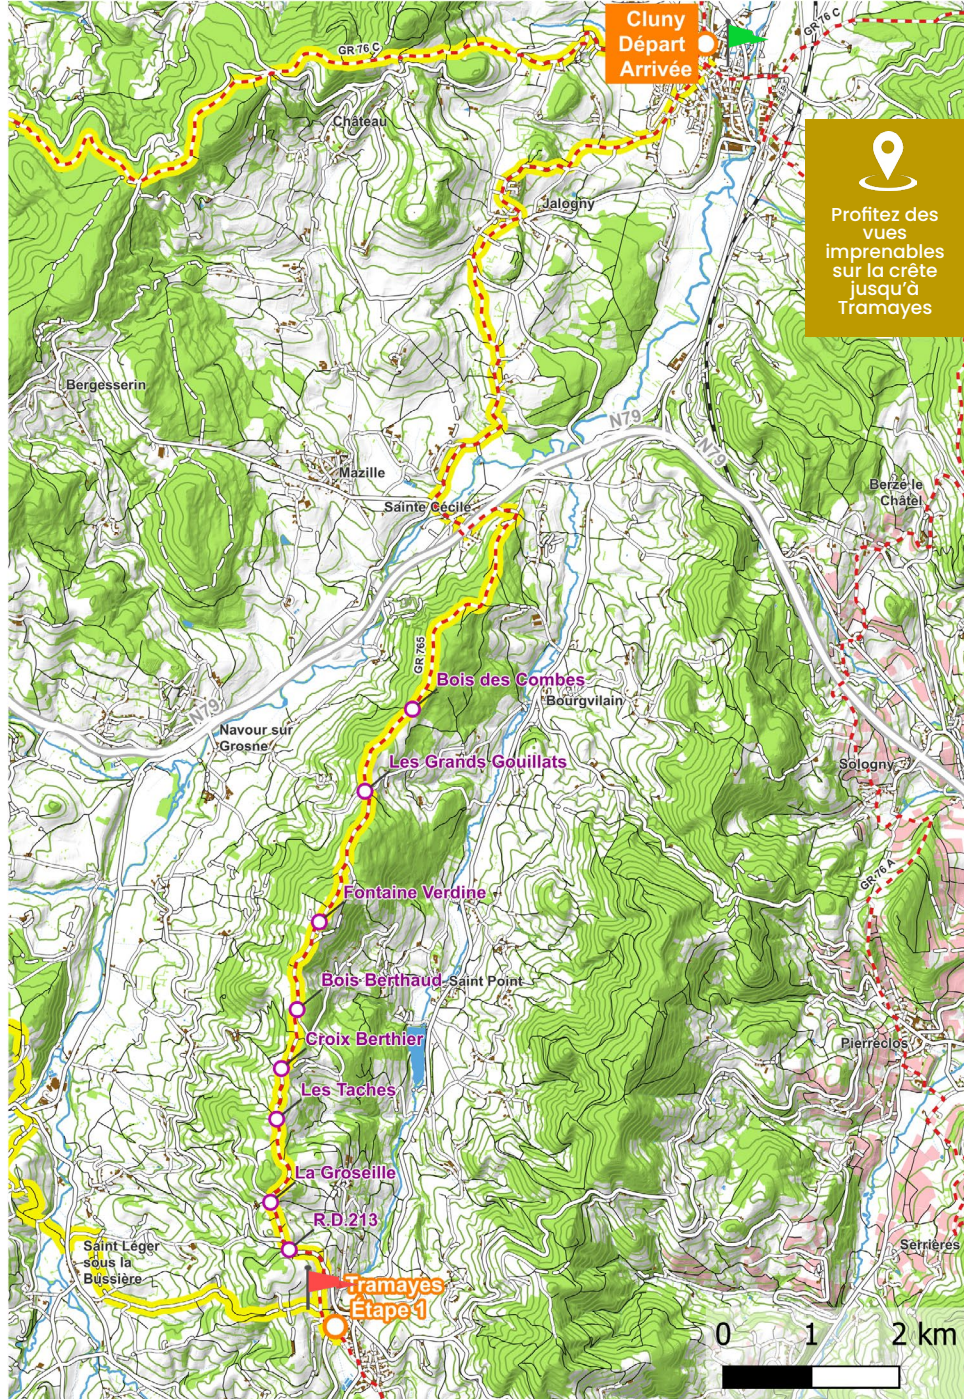 Cluny
Départ
Arrivée
GR 76 C
GR 76 C
Château
Profitez des
vues
imprenables
sur la crête
jusqu'à
Tramayes
Jalogny
Bergesserin
N79
N79
Mazille
Berzé le
Châtel
Sainte Cécile
GR 765
Bois des Combes
Bourgvilain
N79
Navour sur
Grosne
Les Grands Gouillats
Sologny
GR 76 A
Fontaine Verdine
Bois Berthaud
Saint Point
Croix Berthier
Pierreclos
Les Taches
La Groseille
R.D.213
Saint Léger
sous la
Bussière
Serrières
Tramayes
Étape 1
0 1 2 km